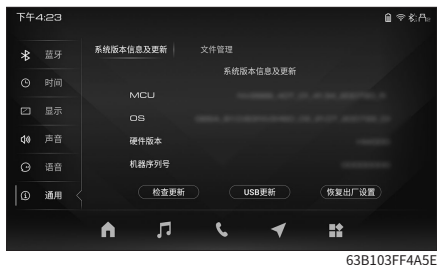 下午4:23
蓝牙
时间
显示
声音
语音
通用
系统版本信息及更新 文件管理
系统版本信息及更新
MCU
OS
硬件版本
机器序列号
检查更新 USB更新 恢复出厂设置
63B103FF4A5E